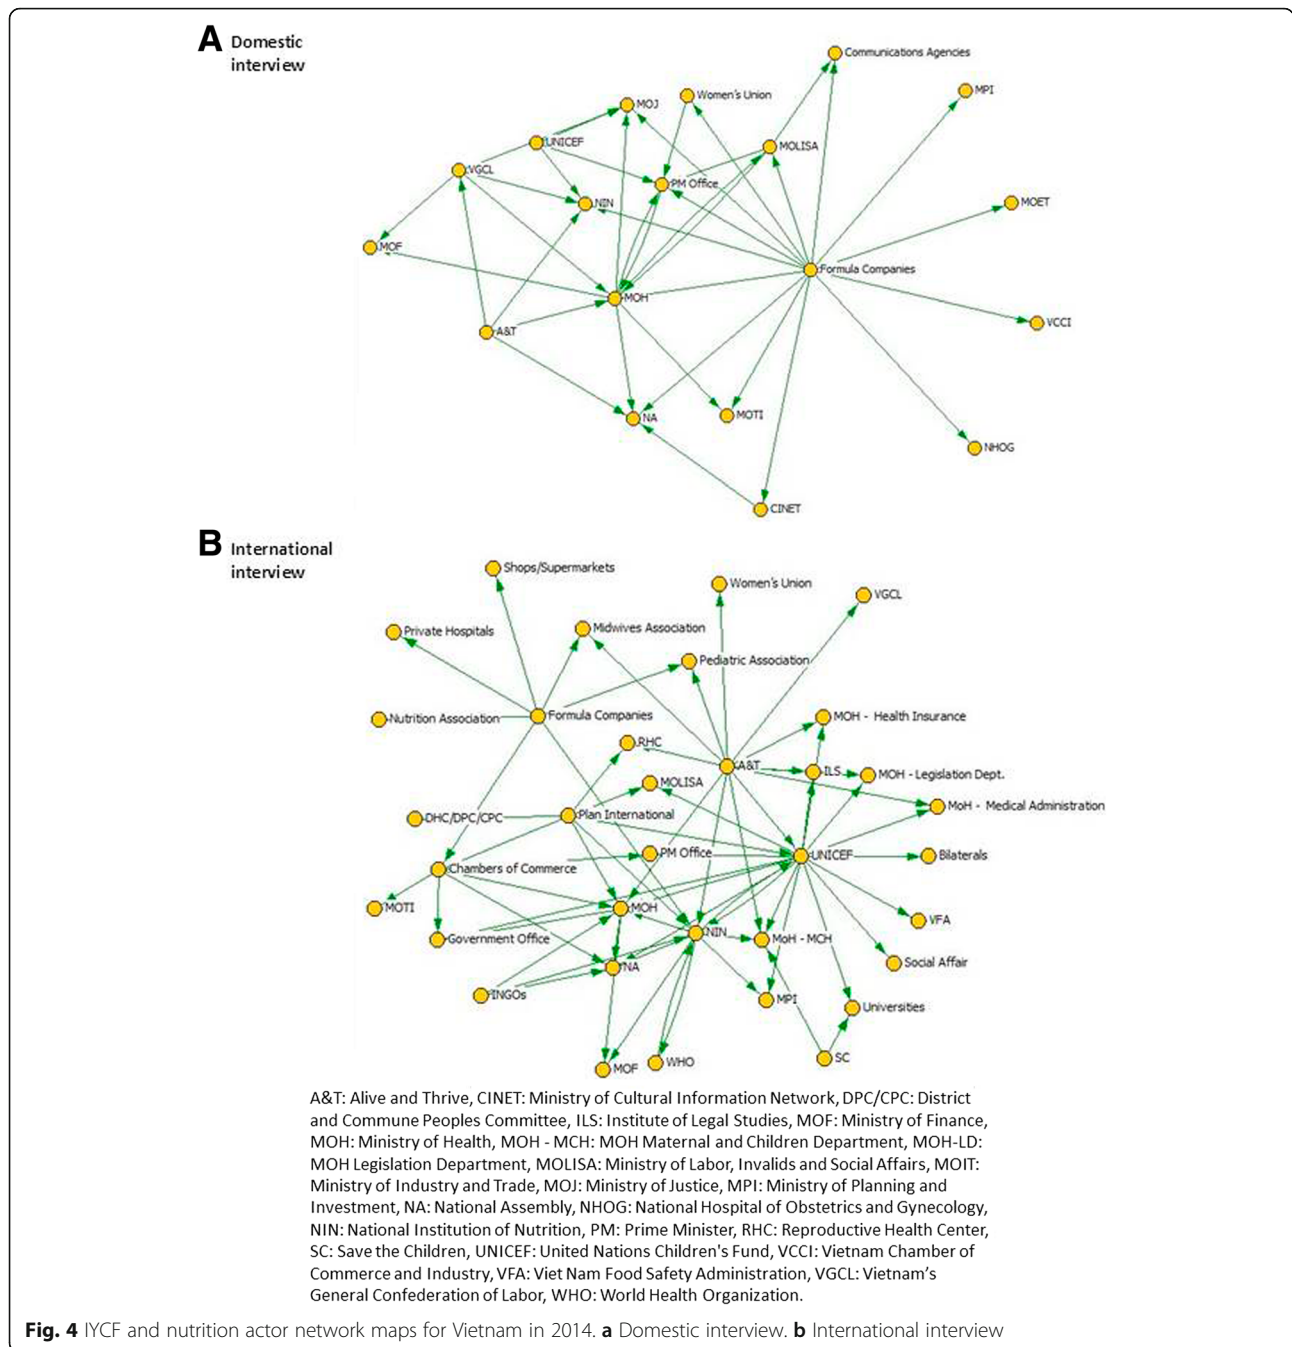 A Domestic
interview
Communications Agencies
MPI
Women's Union
MOJ
UNICEF
MOLISA
VGCL
PM Office
NIN
MOET
MOF
Formula Companies
MOH
VCCI
A&T
NA
MOTI
NHOG
CINET
B International
interview
Shops/Supermarkets
Women's Union
VGCL
Private Hospitals
Midwives Association
Pediatric Association
Nutrition Association
Formula Companies
MOH - Health Insurance
RHC
A&T
ILS
MOH - Legislation Dept.
MOLISA
MoH - Medical Administration
DHC/DPC/CPC
Plan International
PM Office
UNICEF
Bilaterals
Chambers of Commerce
MOTI
MOH
VFA
Government Office
NIN
MoH - MCH
NA
Social Affair
INGOs
MPI
Universities
MOF
WHO
SC
A&T: Alive and Thrive, CINET: Ministry of Cultural Information Network, DPC/CPC: District
and Commune Peoples Committee, ILS: Institute of Legal Studies, MOF: Ministry of Finance,
MOH: Ministry of Health, MOH - MCH: MOH Maternal and Children Department, MOH-LD:
MOH Legislation Department, MOLISA: Ministry of Labor, Invalids and Social Affairs, MOIT:
Ministry of Industry and Trade, MOJ: Ministry of Justice, MPI: Ministry of Planning and
Investment, NA: National Assembly, NHOG: National Hospital of Obstetrics and Gynecology,
NIN: National Institution of Nutrition, PM: Prime Minister, RHC: Reproductive Health Center,
SC: Save the Children, UNICEF: United Nations Children's Fund, VCCI: Vietnam Chamber of
Commerce and Industry, VFA: Viet Nam Food Safety Administration, VGCL: Vietnam's
General Confederation of Labor, WHO: World Health Organization.
Fig. 4 IYCF and nutrition actor network maps for Vietnam in 2014. a Domestic interview. b International interview